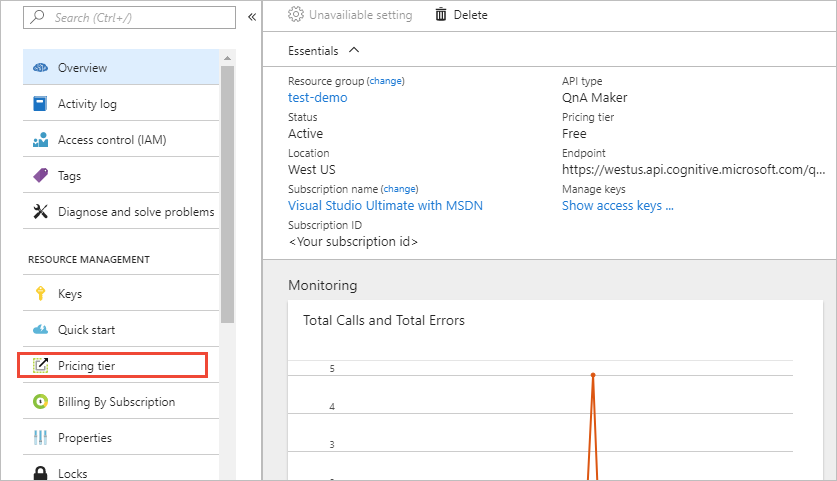 Search (Ctrl+/)
«
Overview
Activity log
Access control (IAM)
Tags
Diagnose and solve problems
RESOURCE MANAGEMENT
Keys
Quick start
Pricing tier
Billing By Subscription
Properties
Locks
Unavailiable setting
Delete
Essentials
Resource group (change)
test-demo
Status
Active
Location
West US
Subscription name (change)
Visual Studio Ultimate with MSDN
Subscription ID
<Your subscription id>
API type
QnA Maker
Pricing tier
Free
Endpoint
https://westus.api.cognitive.microsoft.com/q...
Manage keys
Show access keys ...
Monitoring
Total Calls and Total Errors
5
4
3